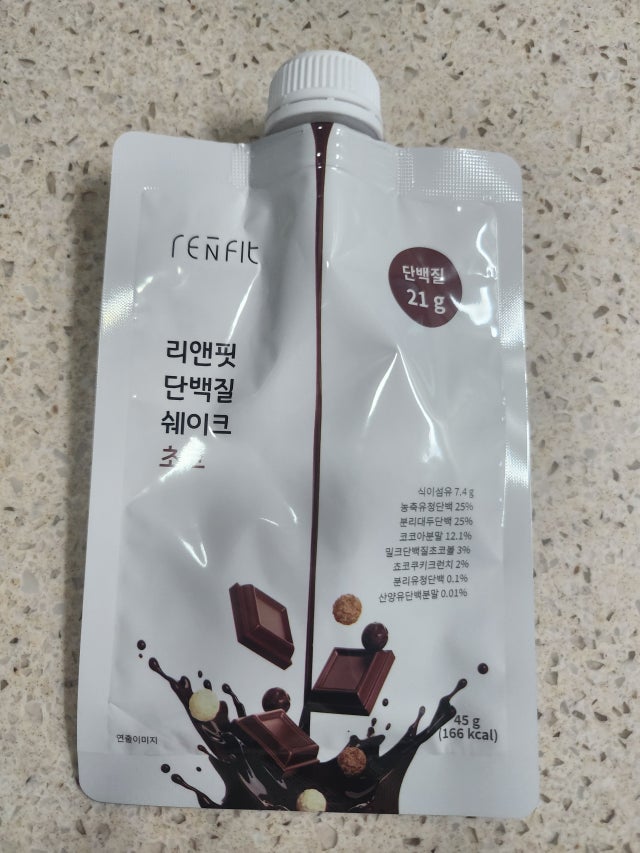 renfit
단백질
21 g
리앤핏
단백질
쉐이크
초코
식이섬유 7.4 g
농축유청단백 25%
분리대두단백 25%
코코아분말 12.1%
밀크단백질초코볼 3%
쵸코쿠키크런치 2%
분리유청단백 0.1%
산양유단백분말 0.01%
연출이미지
45 g
(166 kcal)